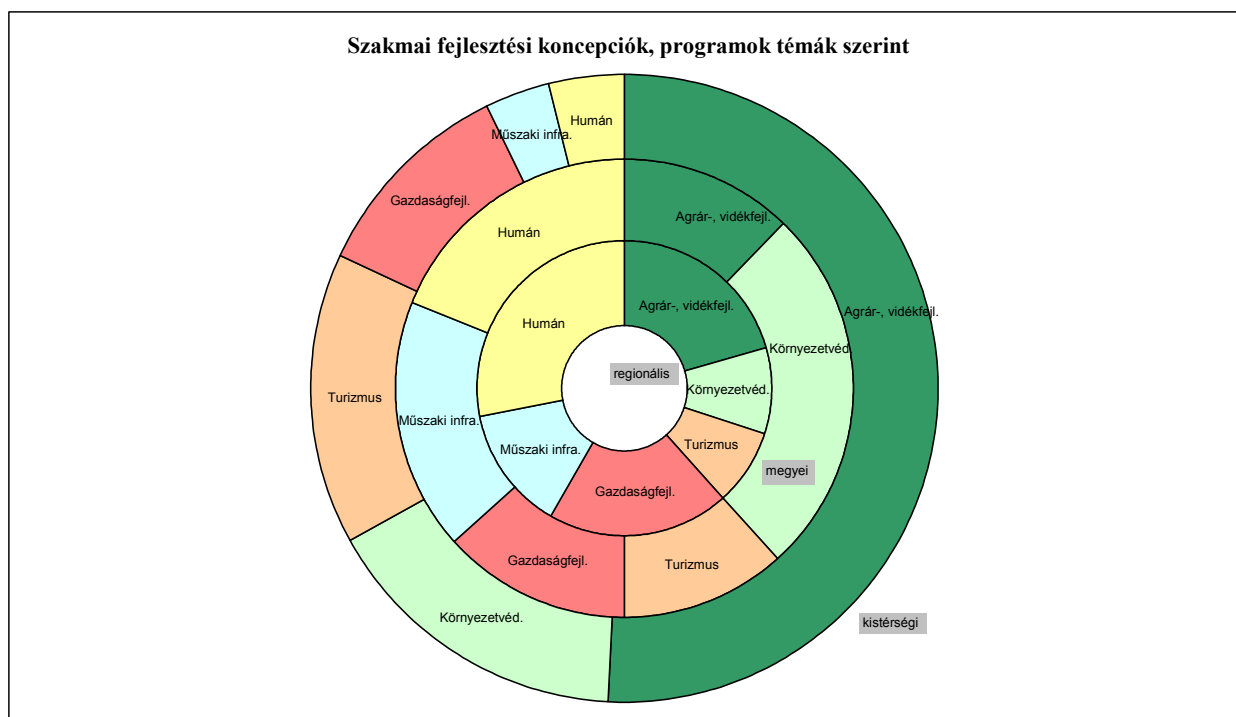 Szakmai fejlesztési koncepciók, programok témák szerint
Humán
Műszaki infra.
Gazdaságfejl.
Agrár-, vidékfejl.
Humán
Agrár-, vidékfejl.
Agrár-, vidékfejl.
Humán
Környezetvéd
regionális
Környezetvéd.
Turizmus
Műszaki infra.
Turizmus
Műszaki infra.
megyei
Gazdaságfejl.
Gazdaságfejl.
Turizmus
Környezetvéd.
kistérségi